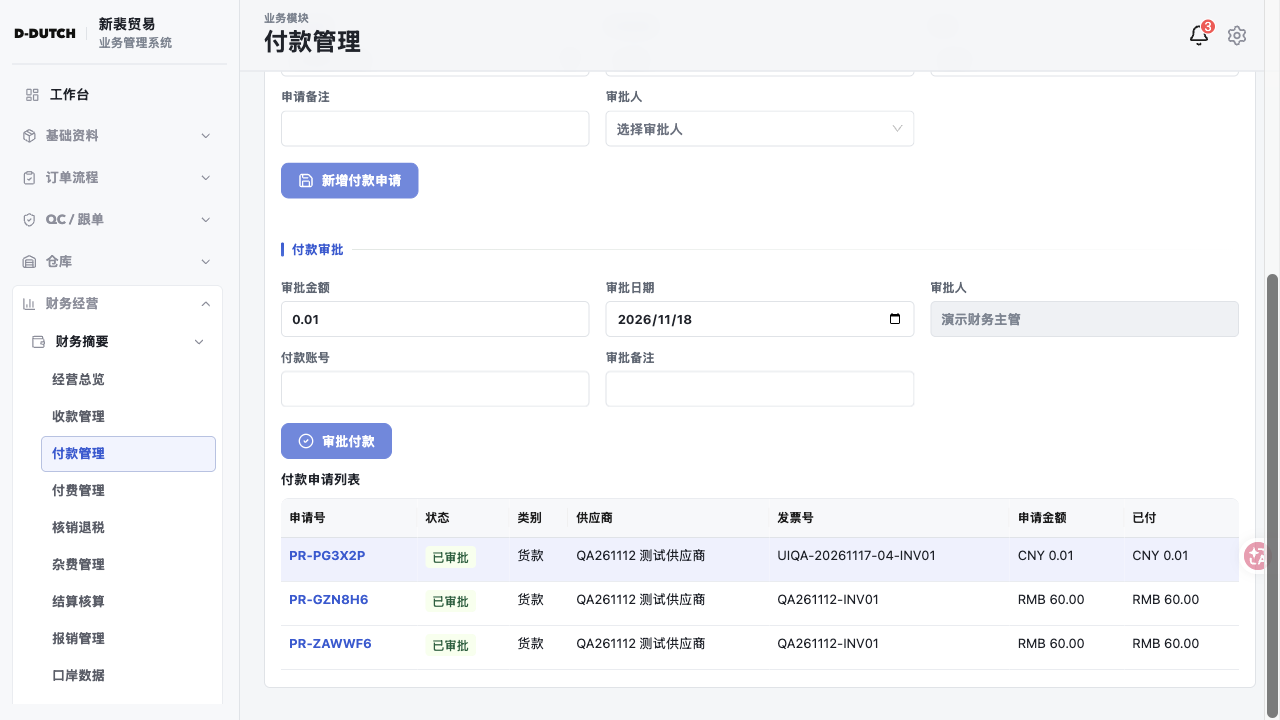 D-DUTCH
新裴贸易
业务管理系统
工作台
基础资料
订单流程
QC / 跟单
仓库
财务经营
财务摘要
经营总览
收款管理
付款管理
付费管理
核销退税
杂费管理
结算核算
报销管理
口岸数据
业务模块
付款管理
3
申请备注
审批人
选择审批人
新增付款申请
付款审批
审批金额
审批日期
审批人
0.01
2026/11/18
演示财务主管
付款账号
审批备注
审批付款
付款申请列表
申请号 状态 类别 供应商 发票号 申请金额 已付
PR-PG3X2P 已审批 货款 QA261112 测试供应商 UIQA-20261117-04-INV01 CNY 0.01 CNY 0.01
PR-GZN8H6 已审批 货款 QA261112 测试供应商 QA261112-INV01 RMB 60.00 RMB 60.00
PR-ZAWWF6 已审批 货款 QA261112 测试供应商 QA261112-INV01 RMB 60.00 RMB 60.00